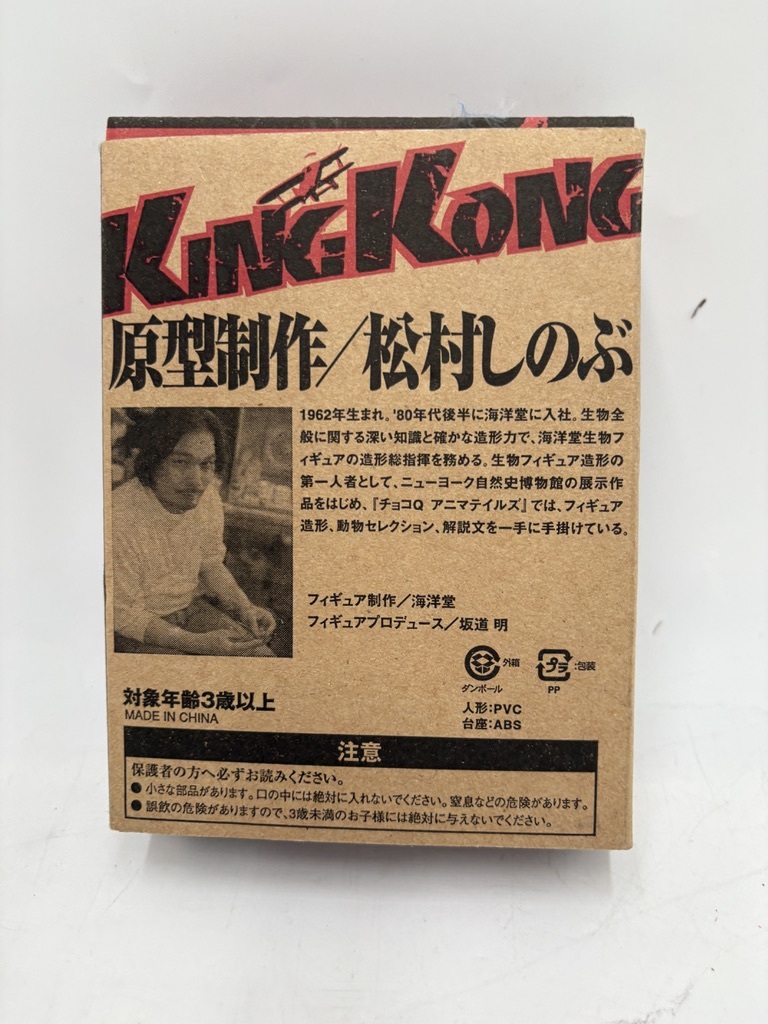 KING KONG
原型制作/松村しのぶ
1962年生まれ。'80年代後半に海洋堂に入社。生物全
般に関する深い知識と確かな造形力で、海洋堂生物フ
ィギュアの造形総指揮を務める。生物フィギュア造形の
第一人者として、ニューヨーク自然史博物館の展示作
品をはじめ、『チョコQ アニマテイルズ』では、フィギュア
造形、動物セレクション、解説文を一手に手掛けている。
フィギュア制作/海洋堂
フィギュアプロデュース/坂道 明
外箱
ダンボール
プラ
:包装
PP
対象年齢3歳以上
MADE IN CHINA
人形:PVC
台座:ABS
注意
保護者の方へ必ずお読みください。
●小さな部品があります。口の中には絶対に入れないでください。窒息などの危険があります。
●誤飲の危険がありますので、3歳未満のお子様には絶対に与えないでください。